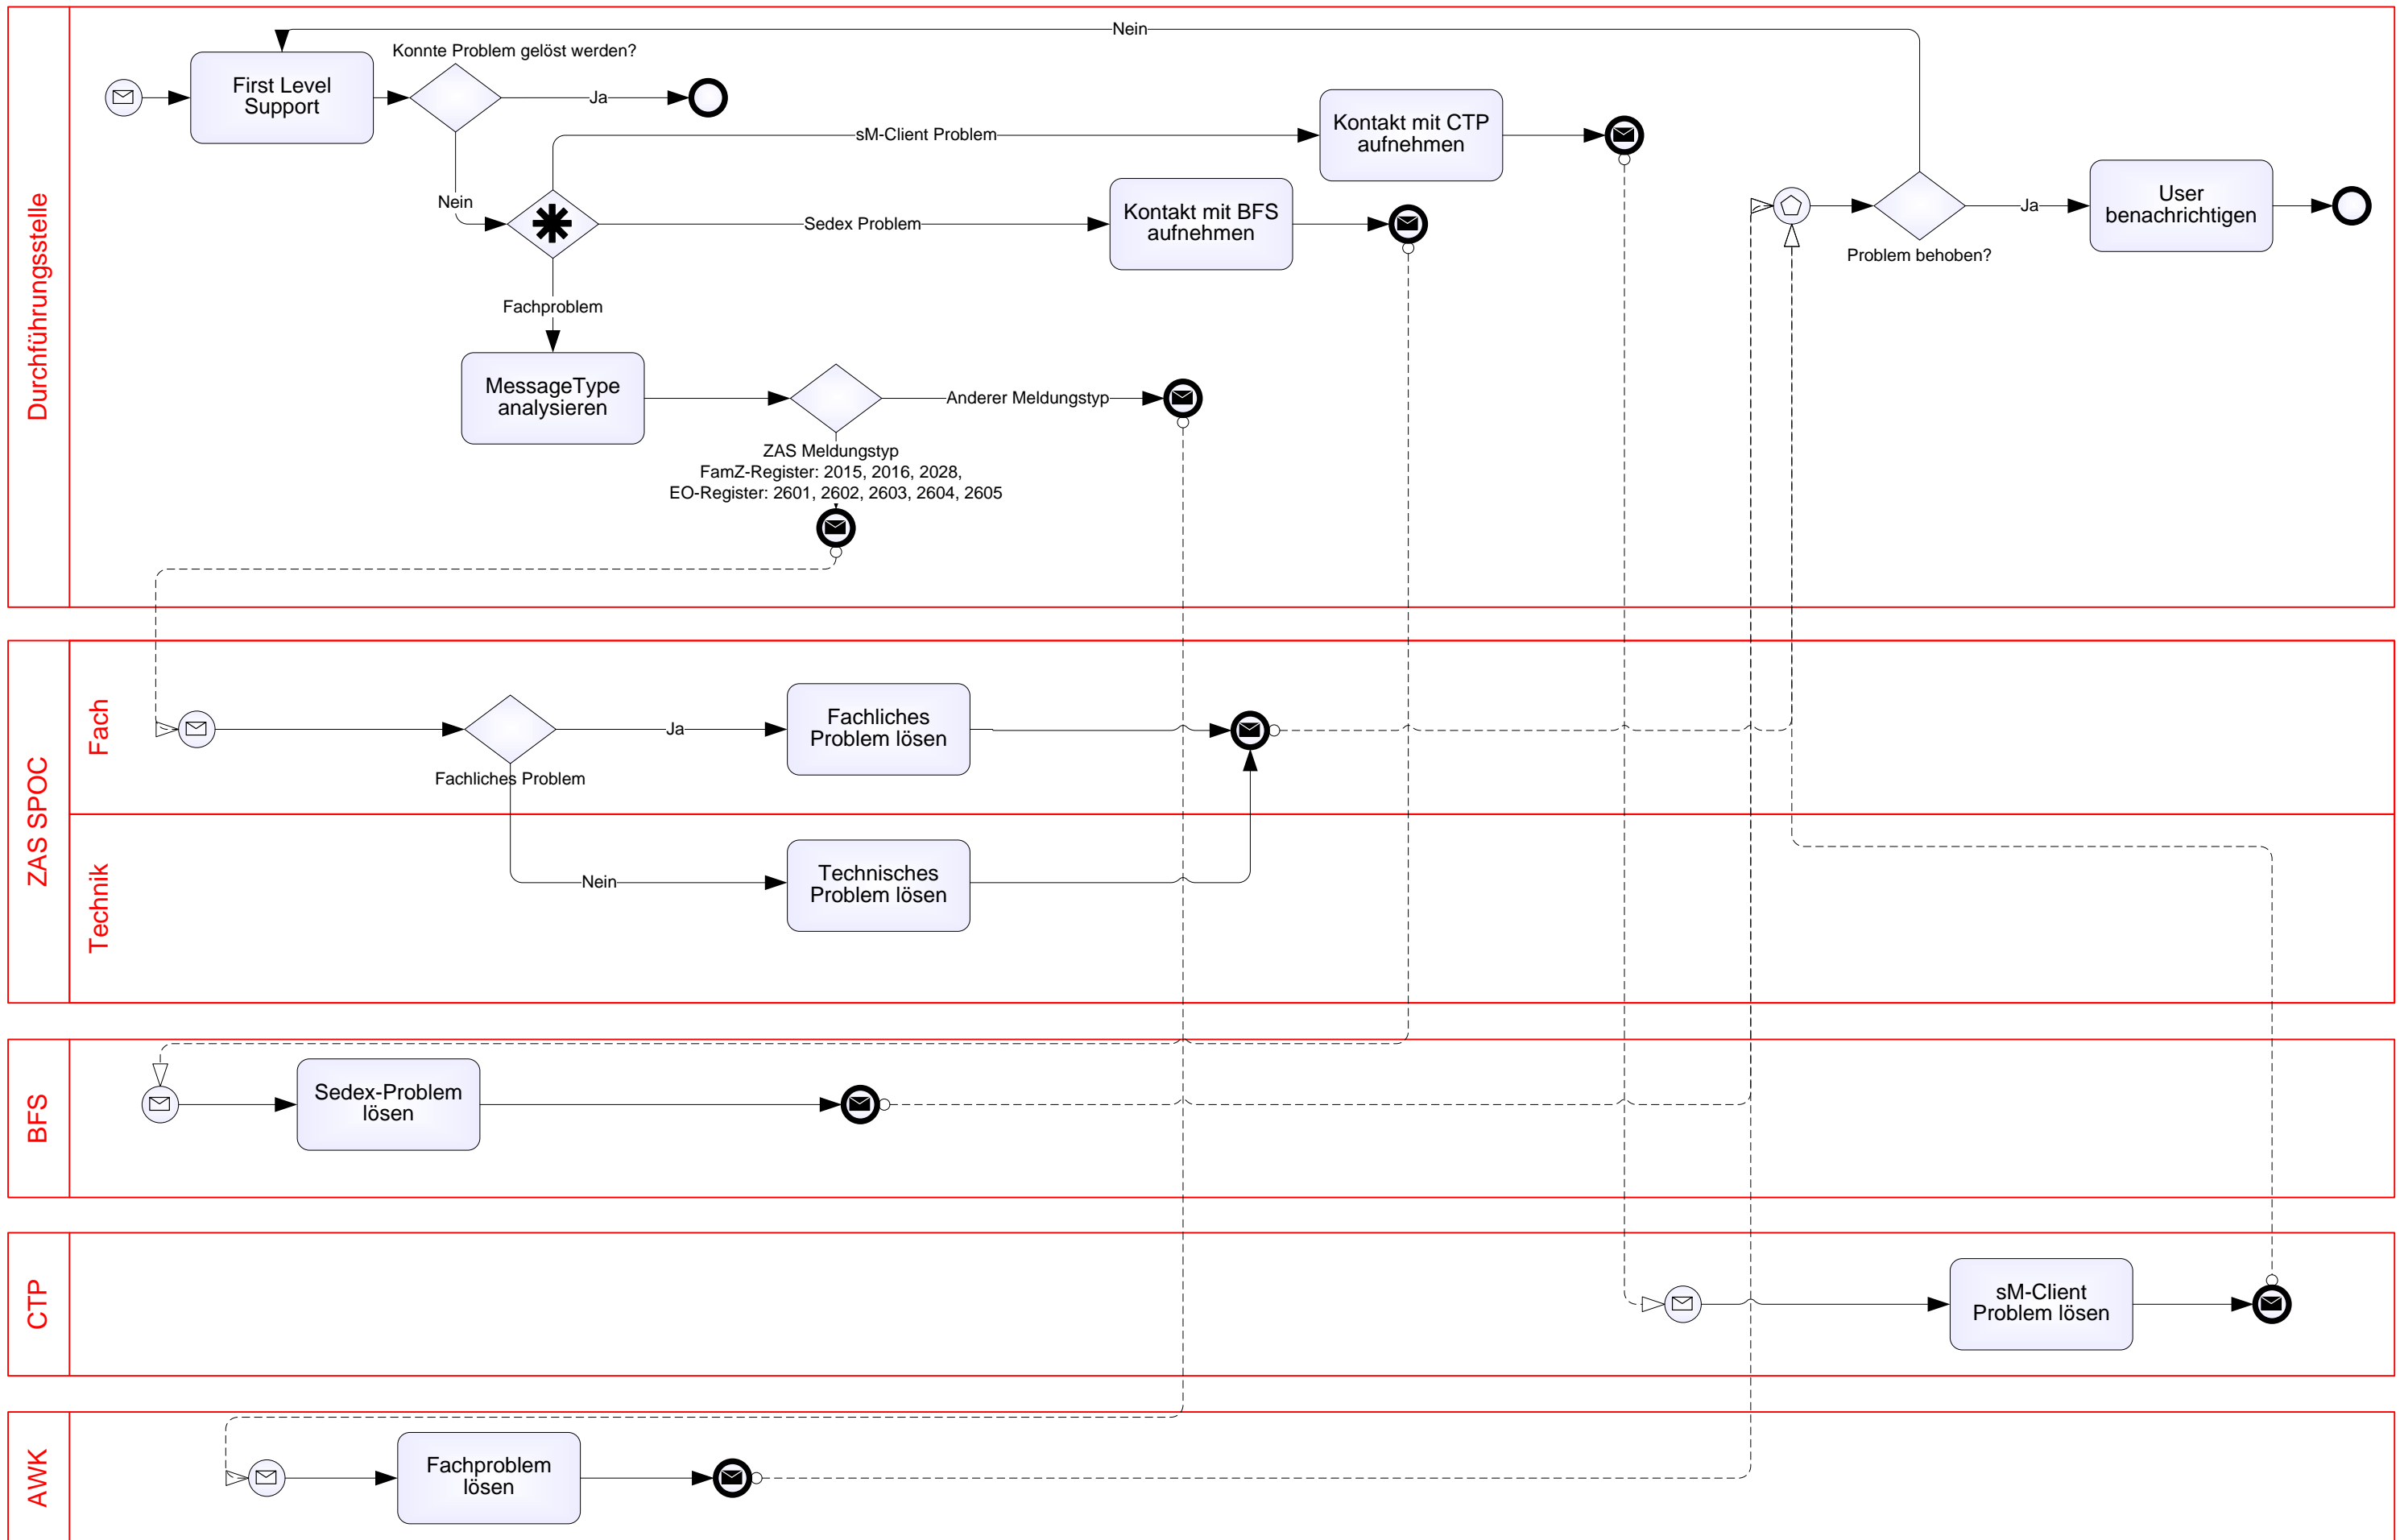 Durchführungsstelle
Nein
Konnte Problem gelöst werden?
First Level
Support
Ja
Nein
sM-Client Problem
Kontakt mit CTP
aufnehmen
Sedex Problem
Kontakt mit BFS
aufnehmen
Fachproblem
MessageType
analysieren
Anderer Meldungstyp
ZAS Meldungstyp
FamZ-Register: 2015, 2016, 2028,
EO-Register: 2601, 2602, 2603, 2604, 2605
Problem behoben?
Ja
User
benachrichtigen
ZAS SPOC
Fach
Fachliches Problem
Ja
Fachliches
Problem lösen
Technik
Nein
Technisches
Problem lösen
BFS
Sedex-Problem
lösen
CTP
sM-Client
Problem lösen
AWK
Fachproblem
lösen